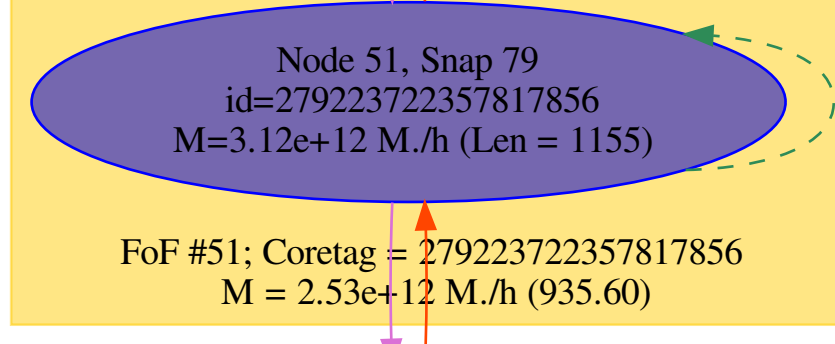 Node 51, Snap 79
id=279223722357817856
M=3.12e+12 M./h (Len = 1155)
FoF #51; Coretag = 279223722357817856
M = 2.53e+12 M./h (935.60)